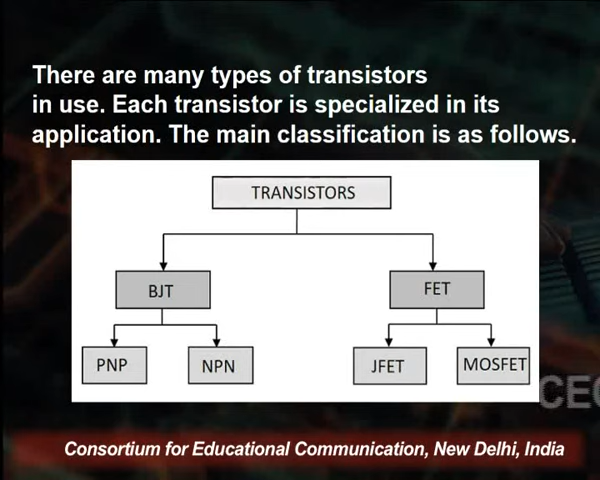 There are many types of transistors
in use. Each transistor is specialized in its
application. The main classification is as follows.
TRANSISTORS
BJT
FET
PNP
NPN
JFET
MOSFET
CEC
Consortium for Educational Communication, New Delhi, India